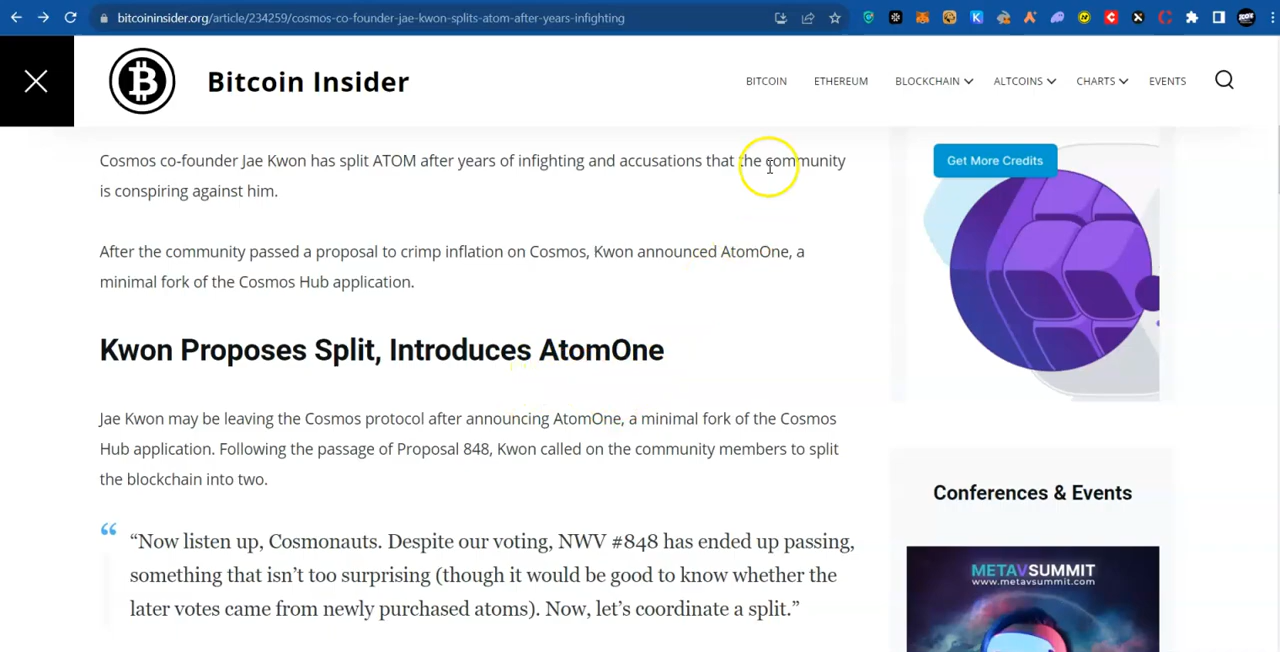 bitcoininsider.org/article/234259/cosmos-co-founder-jae-kwon-splits-atom-after-years-infighting
Bitcoin Insider
BITCOIN ETHEREUM BLOCKCHAIN ALTCOINS CHARTS EVENTS
Cosmos co-founder Jae Kwon has split ATOM after years of infighting and accusations that the community
is conspiring against him.
Get More Credits
After the community passed a proposal to crimp inflation on Cosmos, Kwon announced AtomOne, a
minimal fork of the Cosmos Hub application.
Kwon Proposes Split, Introduces AtomOne
Jae Kwon may be leaving the Cosmos protocol after announcing AtomOne, a minimal fork of the Cosmos
Hub application. Following the passage of Proposal 848, Kwon called on the community members to split
the blockchain into two.
“Now listen up, Cosmonauts. Despite our voting, NWV #848 has ended up passing,
something that isn’t too surprising (though it would be good to know whether the
later votes came from newly purchased atoms). Now, let’s coordinate a split.”
Conferences & Events
METAVSUMMIT
www.metavsummit.com